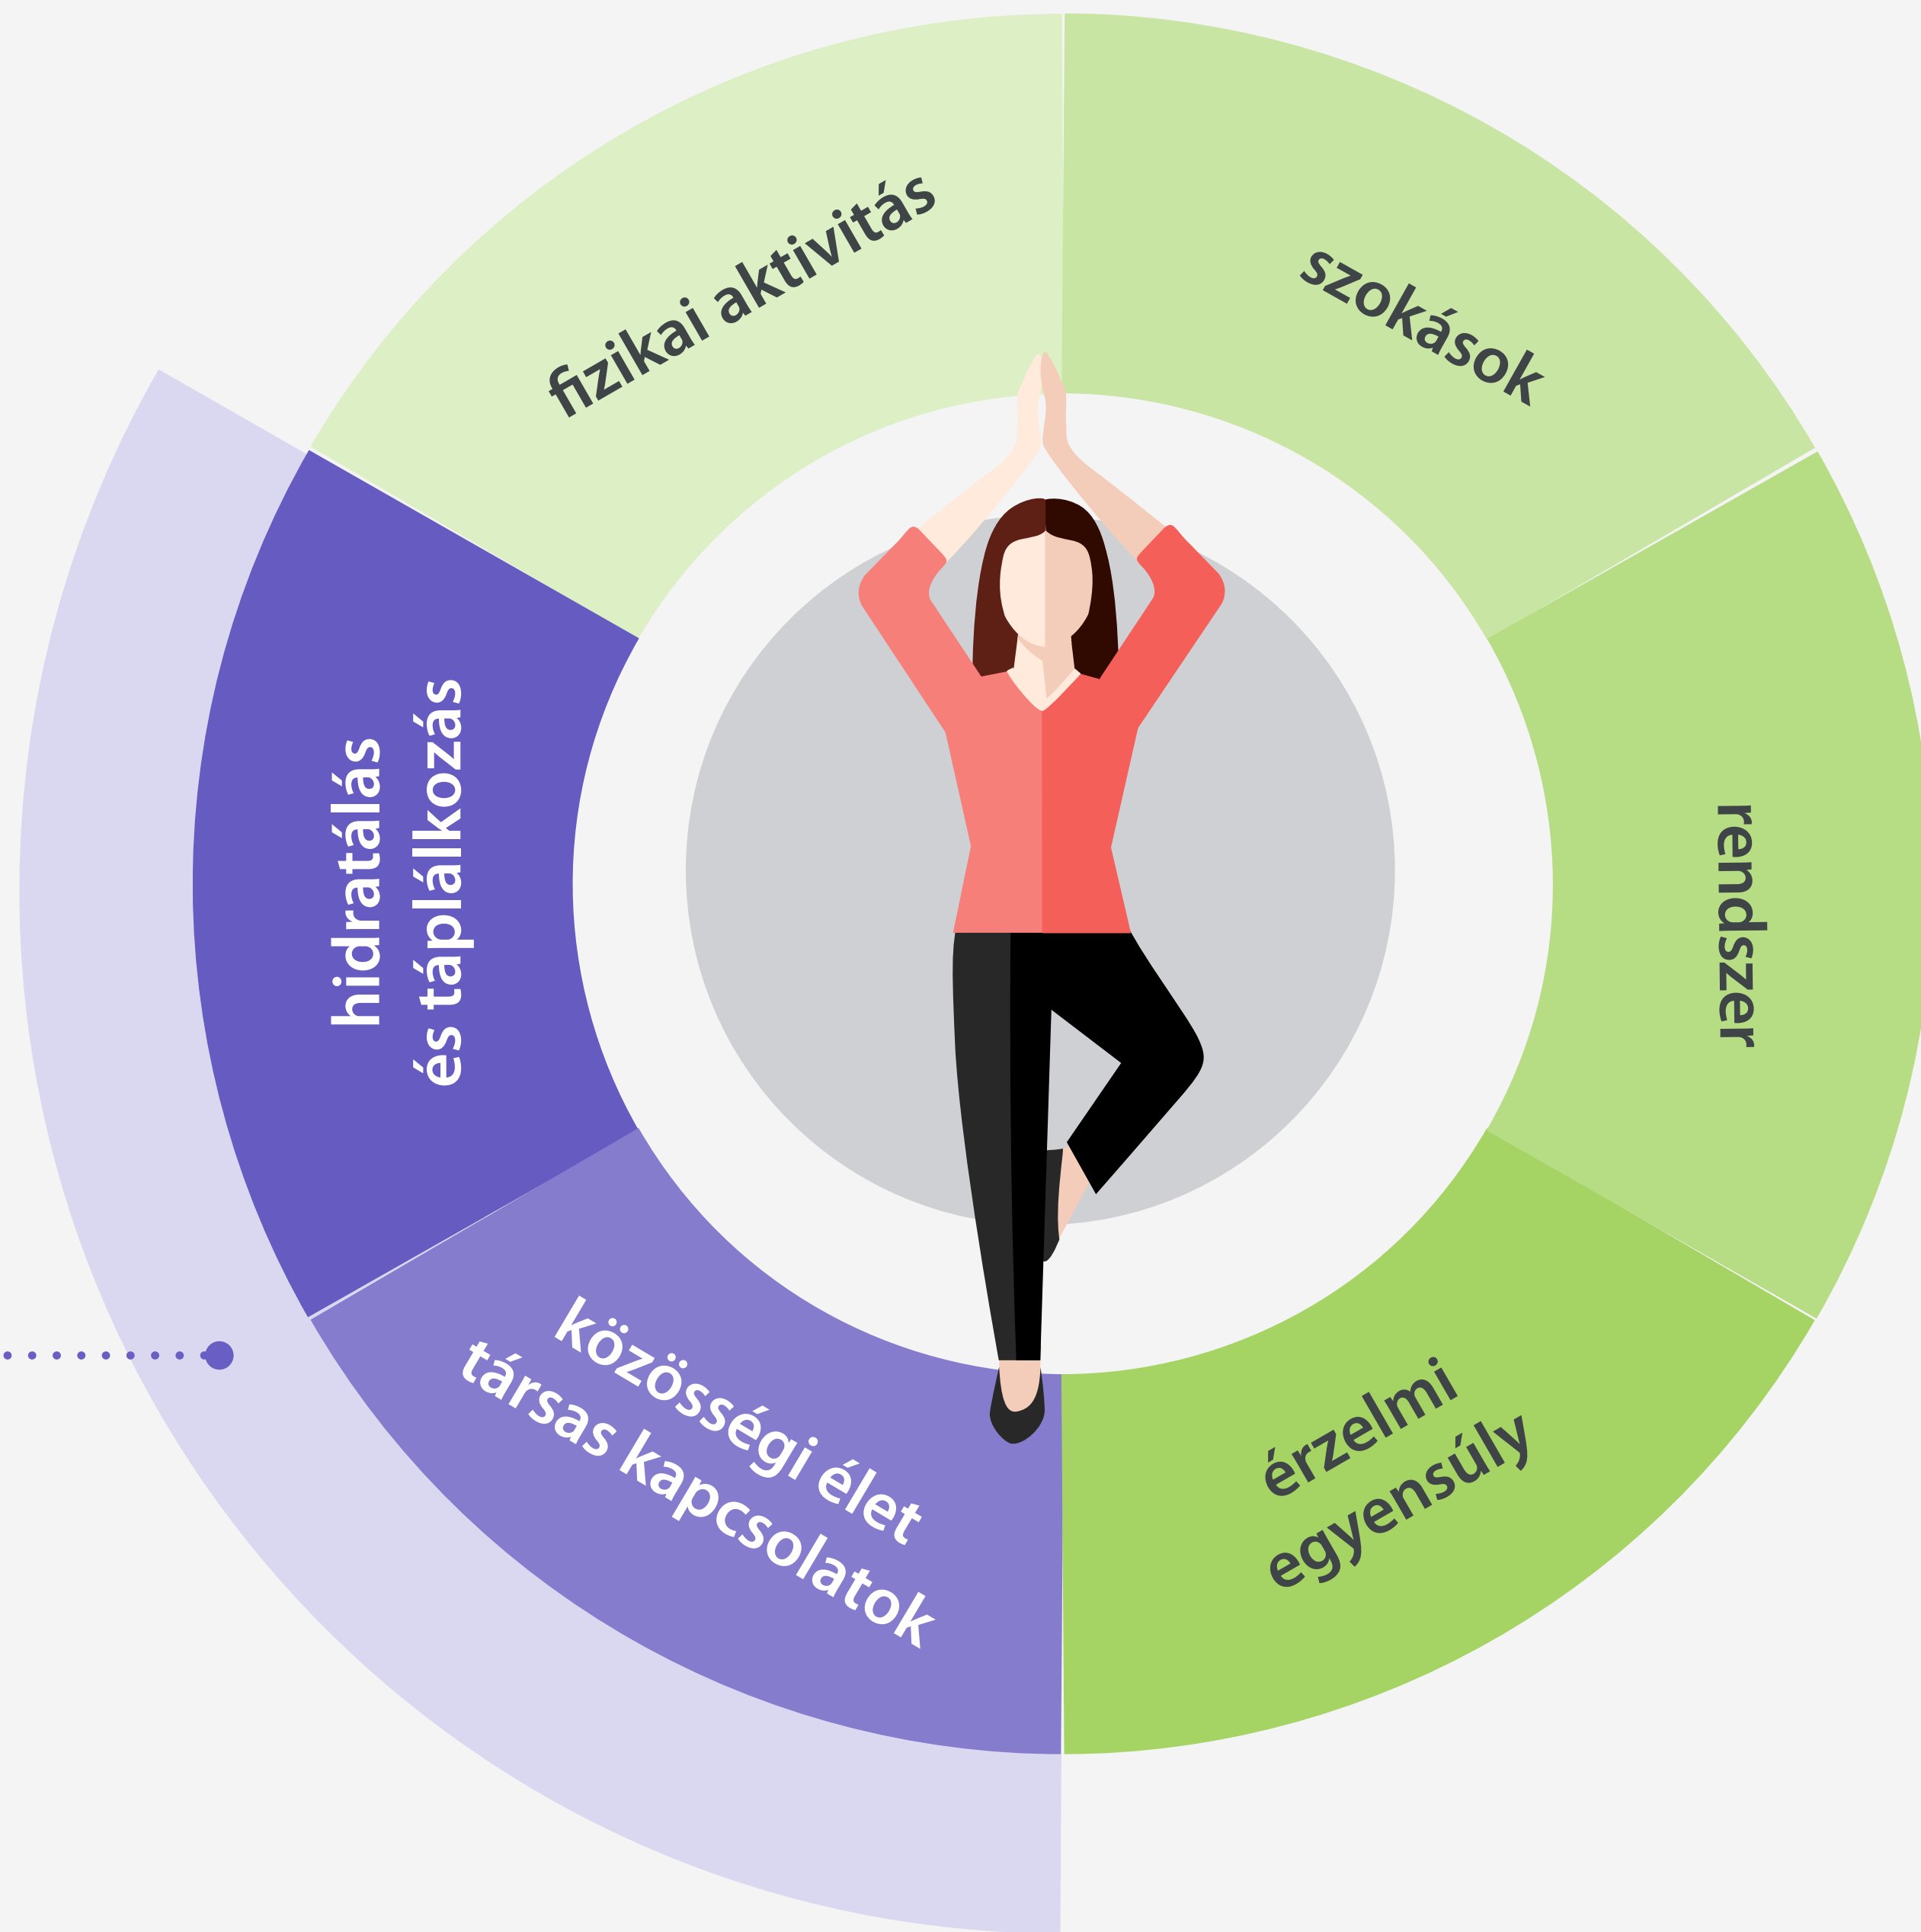 fizikai aktivitás
szokások
rendszer
érzelmi
egyensúly
közösségi élet
társas kapcsolatok
hidratálás
és táplálkozás